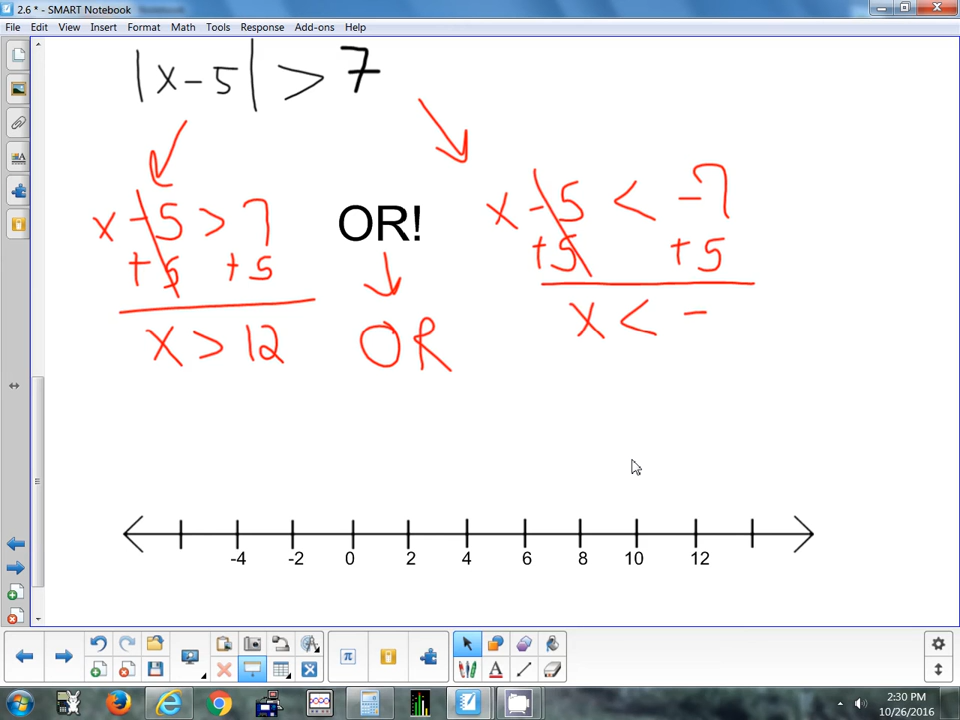 2.6 * - SMART Notebook
File Edit View Insert Format Math Tools Response Add-ons Help
|x-5| > 7
x -5 > 7 OR! x -5 < -7
+5 +5 +5 +5
x > 12 OR x < -
-4 -2 0 2 4 6 8 10 12
2:30 PM
10/26/2016